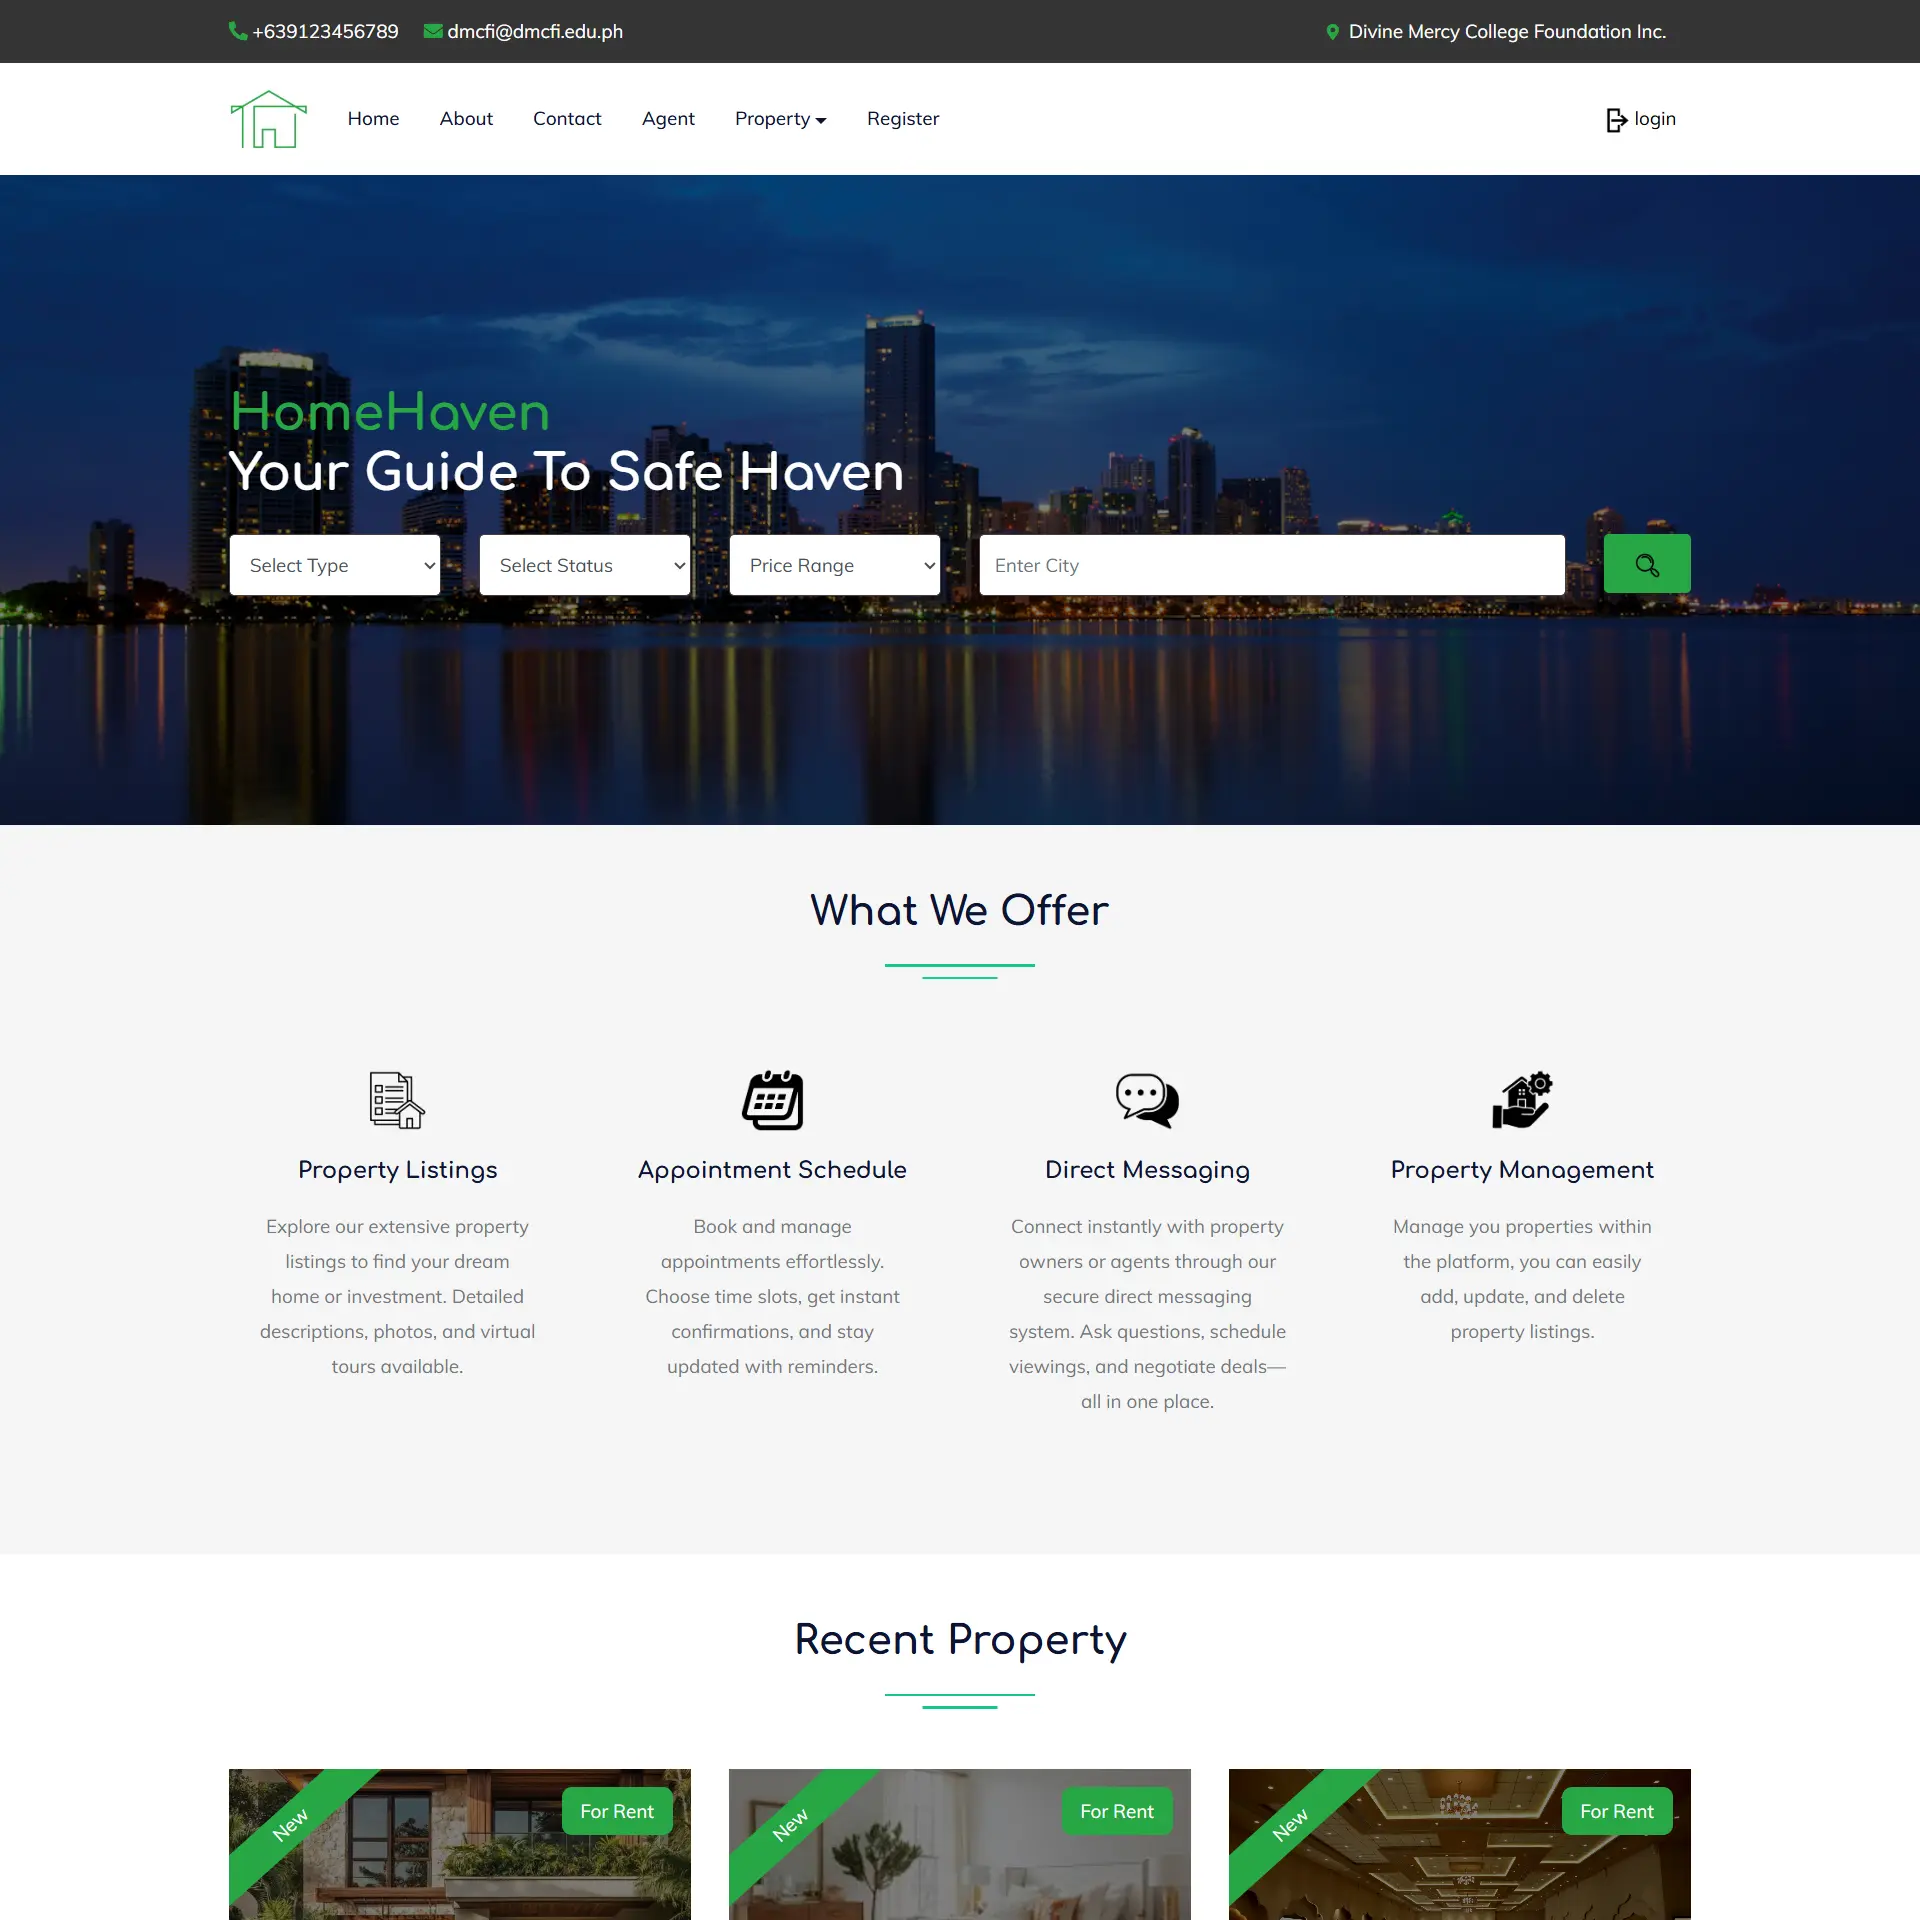 +639123456789 dmcfi@dmcfi.edu.ph Divine Mercy College Foundation Inc.
Home About Contact Agent Property Register login
HomeHaven
Your Guide To Safe Haven
Select Type Select Status Price Range Enter City
What We Offer
Property Listings
Explore our extensive property
listings to find your dream
home or investment. Detailed
descriptions, photos, and virtual
tours available.
Appointment Schedule
Book and manage
appointments effortlessly.
Choose time slots, get instant
confirmations, and stay
updated with reminders.
Direct Messaging
Connect instantly with property
owners or agents through our
secure direct messaging
system. Ask questions, schedule
viewings, and negotiate deals—
all in one place.
Property Management
Manage you properties within
the platform, you can easily
add, update, and delete
property listings.
Recent Property
New For Rent
New For Rent
New For Rent